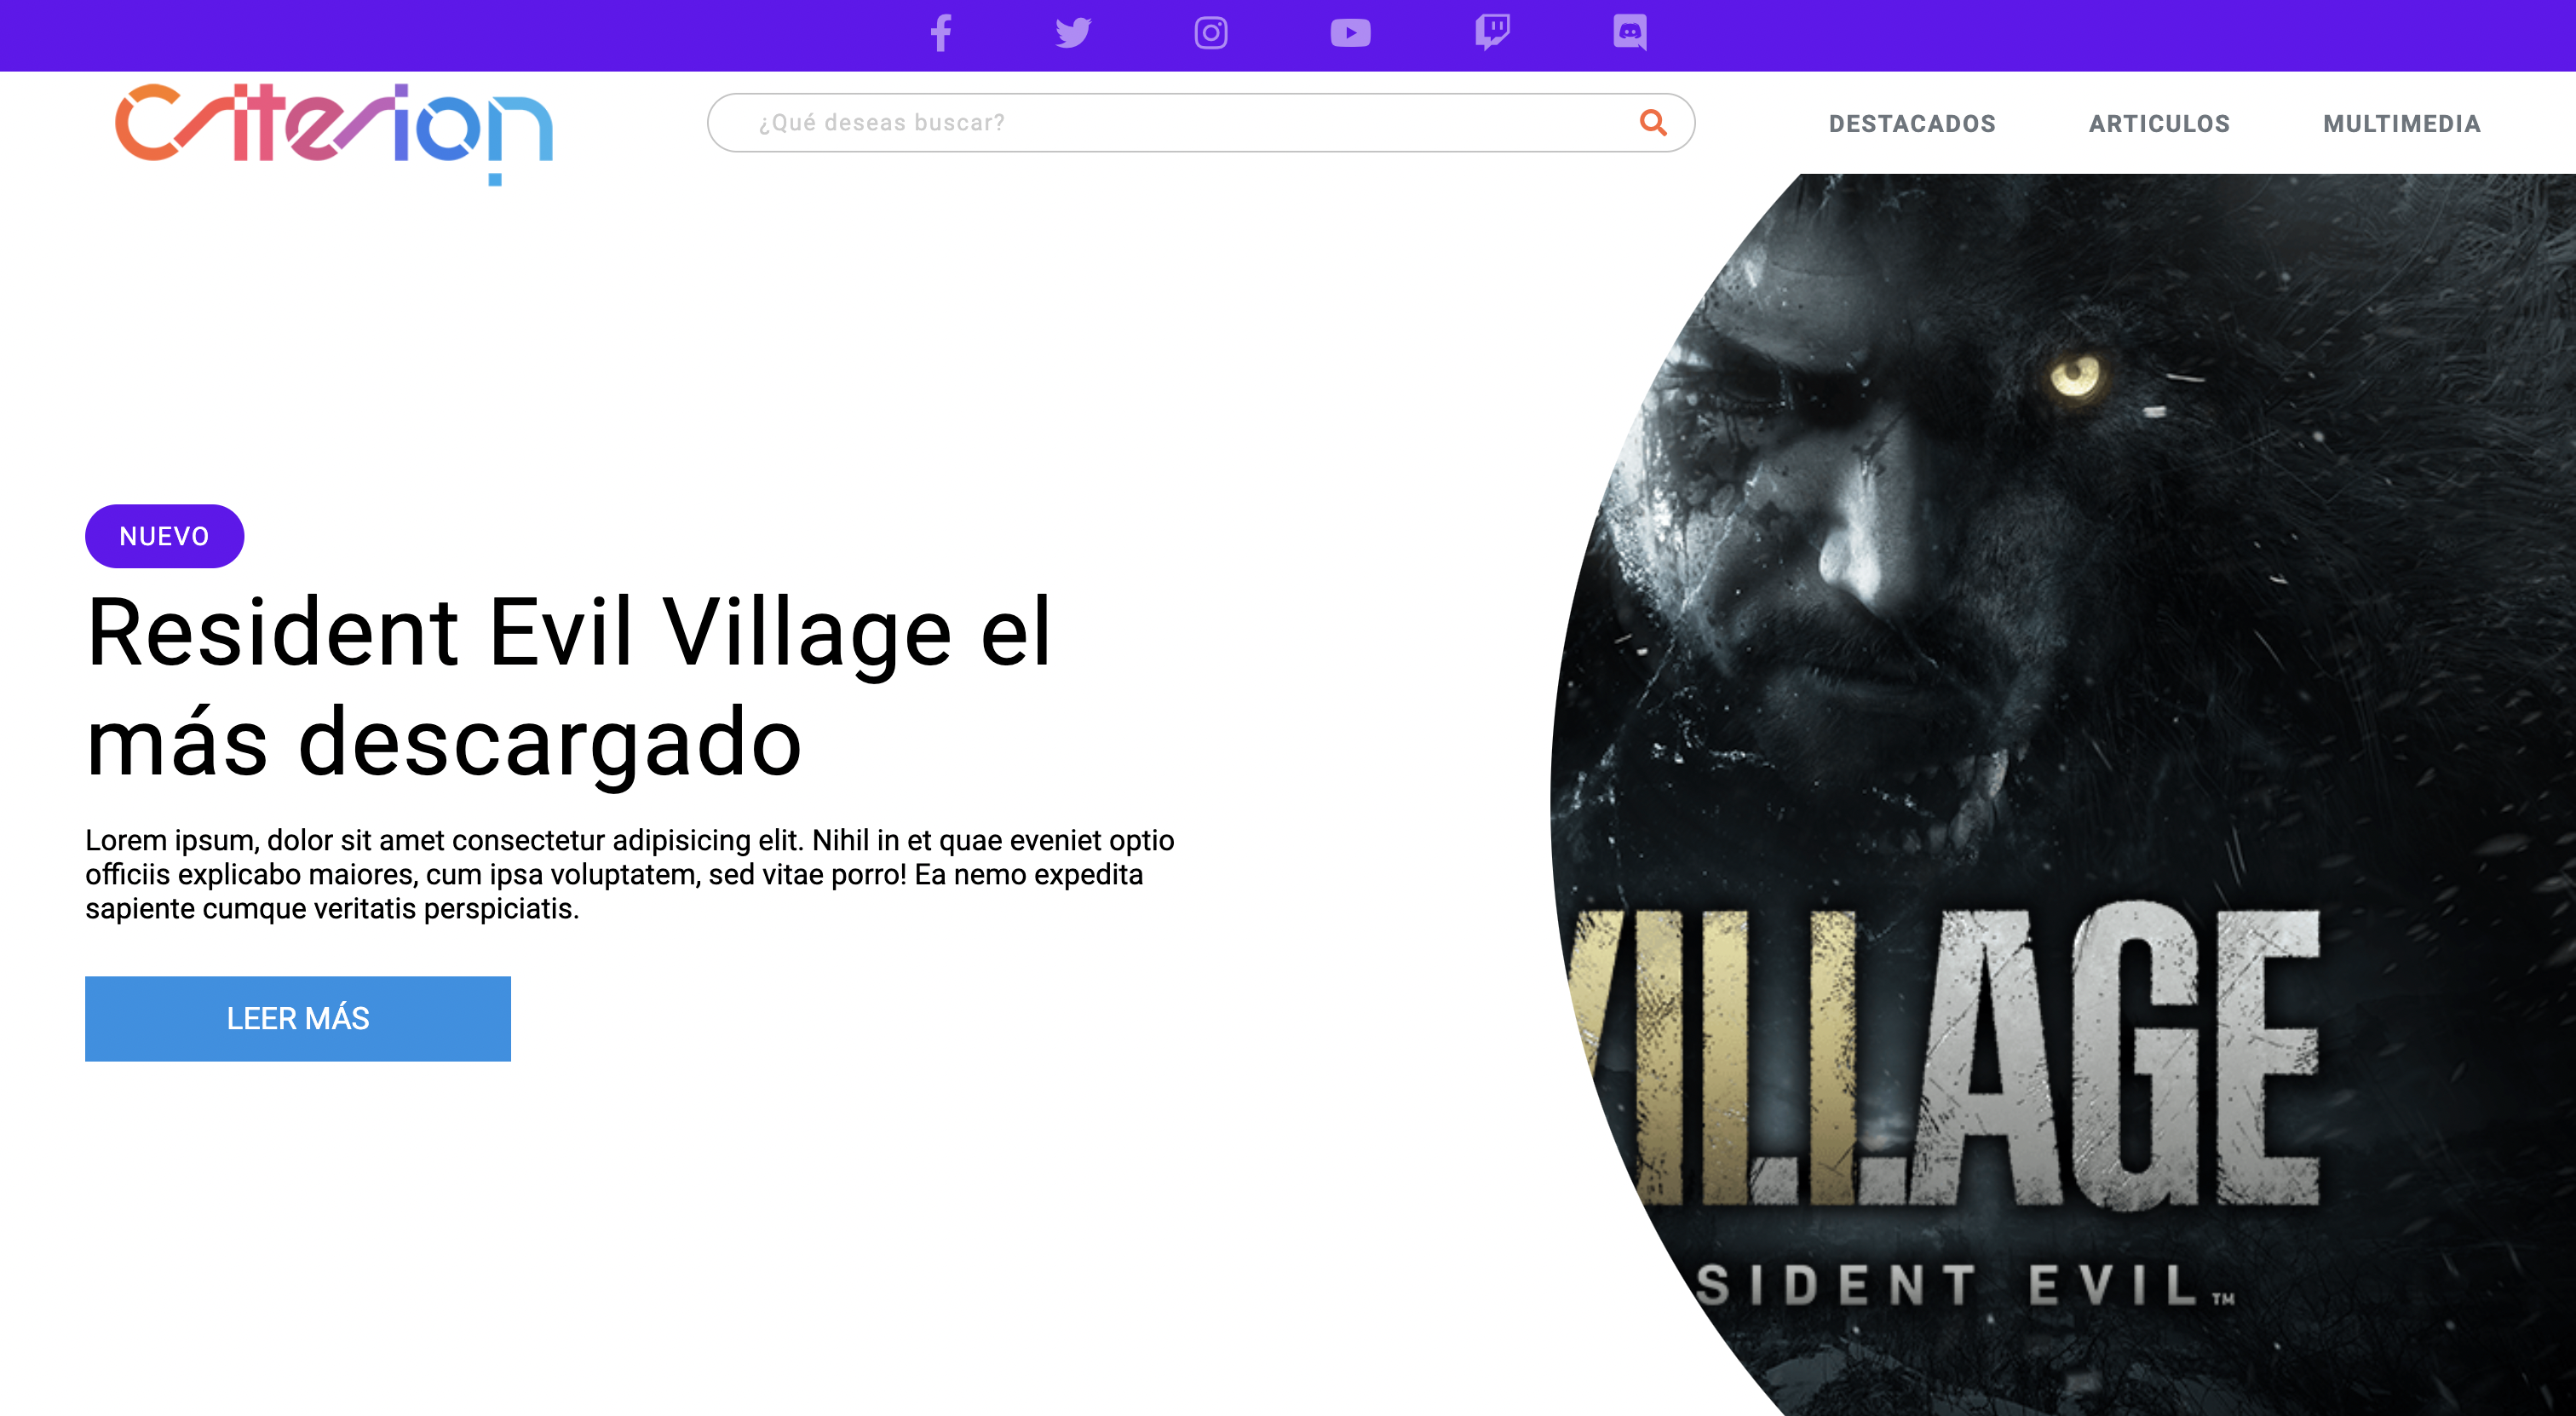 Criterion
¿Qué deseas buscar?
DESTACADOS
ARTICULOS
MULTIMEDIA
NUEVO
Resident Evil Village el
más descargado
Lorem ipsum, dolor sit amet consectetur adipisicing elit. Nihil in et quae eveniet optio
officiis explicabo maiores, cum ipsa voluptatem, sed vitae porro! Ea nemo expedita
sapiente cumque veritatis perspiciatis.
LEER MÁS
VILLAGE
SIDENT EVIL™